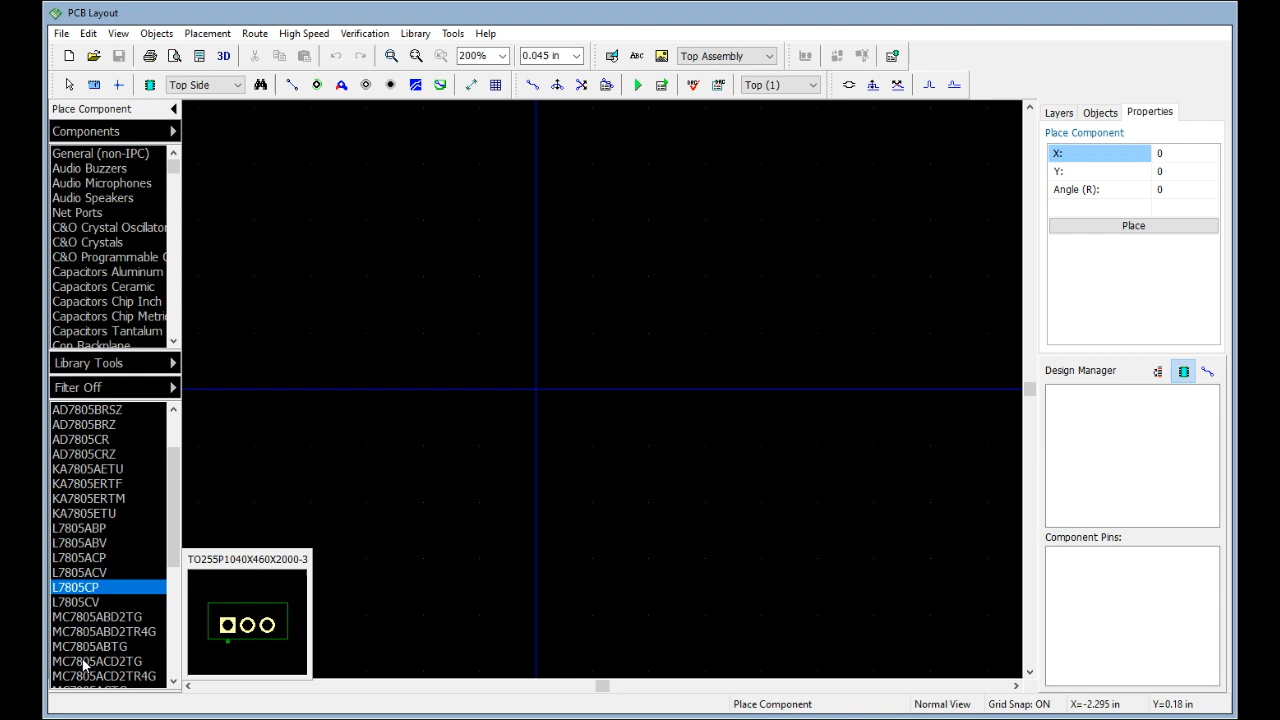 PCB Layout
File Edit View Objects Placement Route High Speed Verification Library Tools Help
3D 200% 0.045 in ABC Top Assembly
Top Side Top (1)
Place Component
Components
General (non-IPC)
Audio Buzzers
Audio Microphones
Audio Speakers
Net Ports
C&O Crystal Oscillator
C&O Crystals
C&O Programmable
Capacitors Aluminum
Capacitors Ceramic
Capacitors Chip Inch
Capacitors Chip Metric
Capacitors Tantalum
Con Backplane
Library Tools
Filter Off
AD7805BRSZ
AD7805BRZ
AD7805CR
AD7805CRZ
KA7805AETU
KA7805ERTF
KA7805ERTM
KA7805ETU
L7805ABP
L7805ABV
L7805ACP
L7805ACV
L7805CP
L7805CV
MC7805ABD2TG
MC7805ABD2TR4G
MC7805ABTG
MC7805ACD2TG
MC7805ACD2TR4G
TO255P1040X460X2000-3
Layers Objects Properties
Place Component
X: 0
Y: 0
Angle (R): 0
Place
Design Manager
Component Pins:
Place Component Normal View Grid Snap: ON X=-2.295 in Y=0.18 in